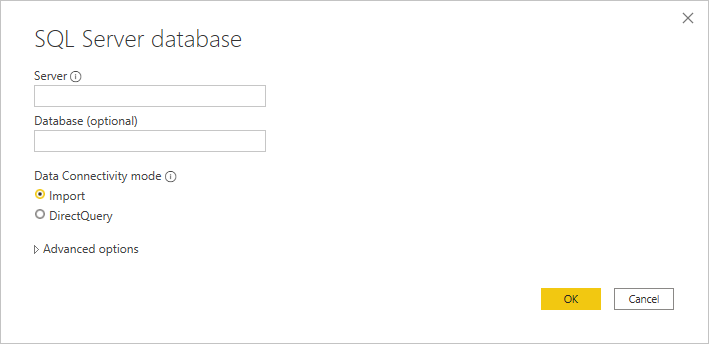 SQL Server database
Server
Database (optional)
Data Connectivity mode
Import
DirectQuery
Advanced options
OK Cancel